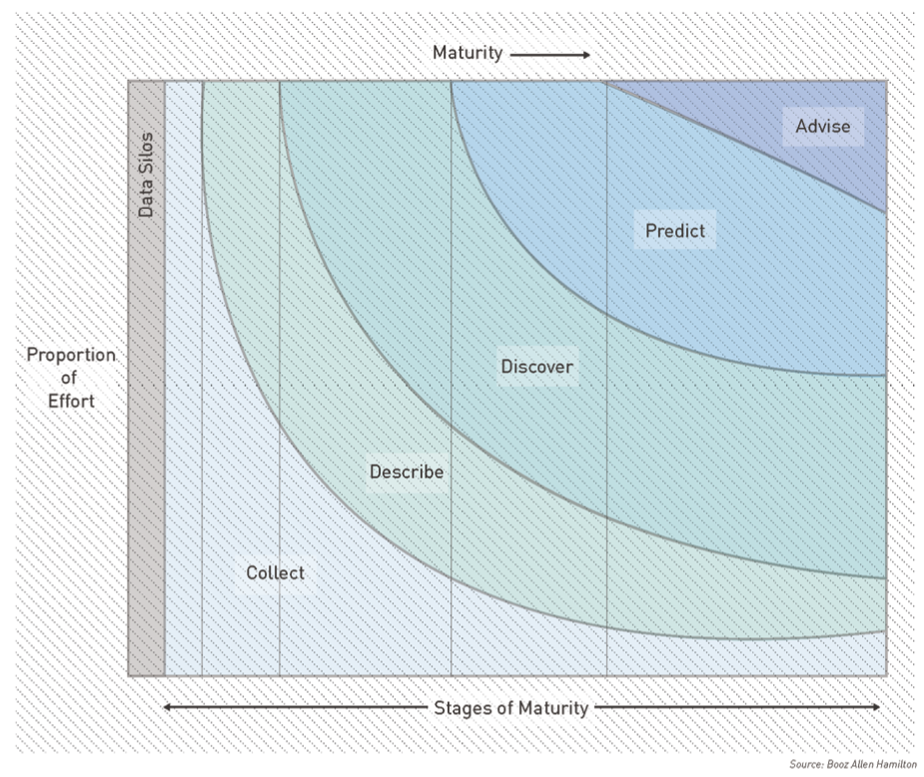 Maturity
Data Silos
Advise
Predict
Proportion
of
Effort
Discover
Describe
Collect
Stages of Maturity
Source: Booz Allen Hamilton